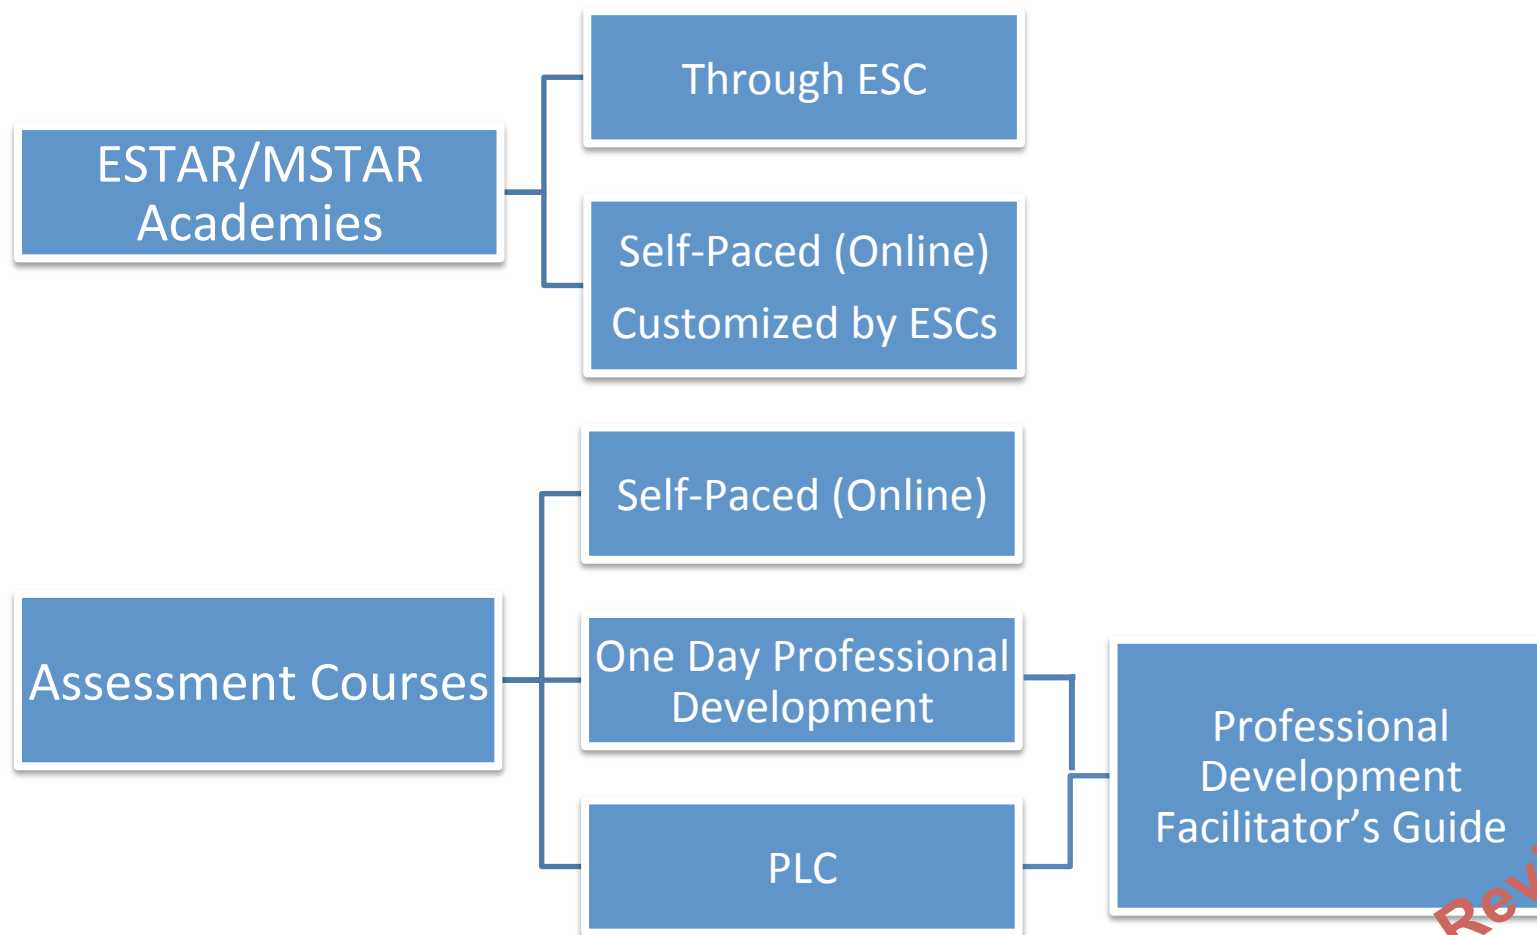 Through ESC
ESTAR/MSTAR
Academies
Self-Paced (Online)
Customized by ESCs
Self-Paced (Online)
Assessment Courses
One Day Professional
Development
PLC
Professional
Development
Facilitator’s Guide